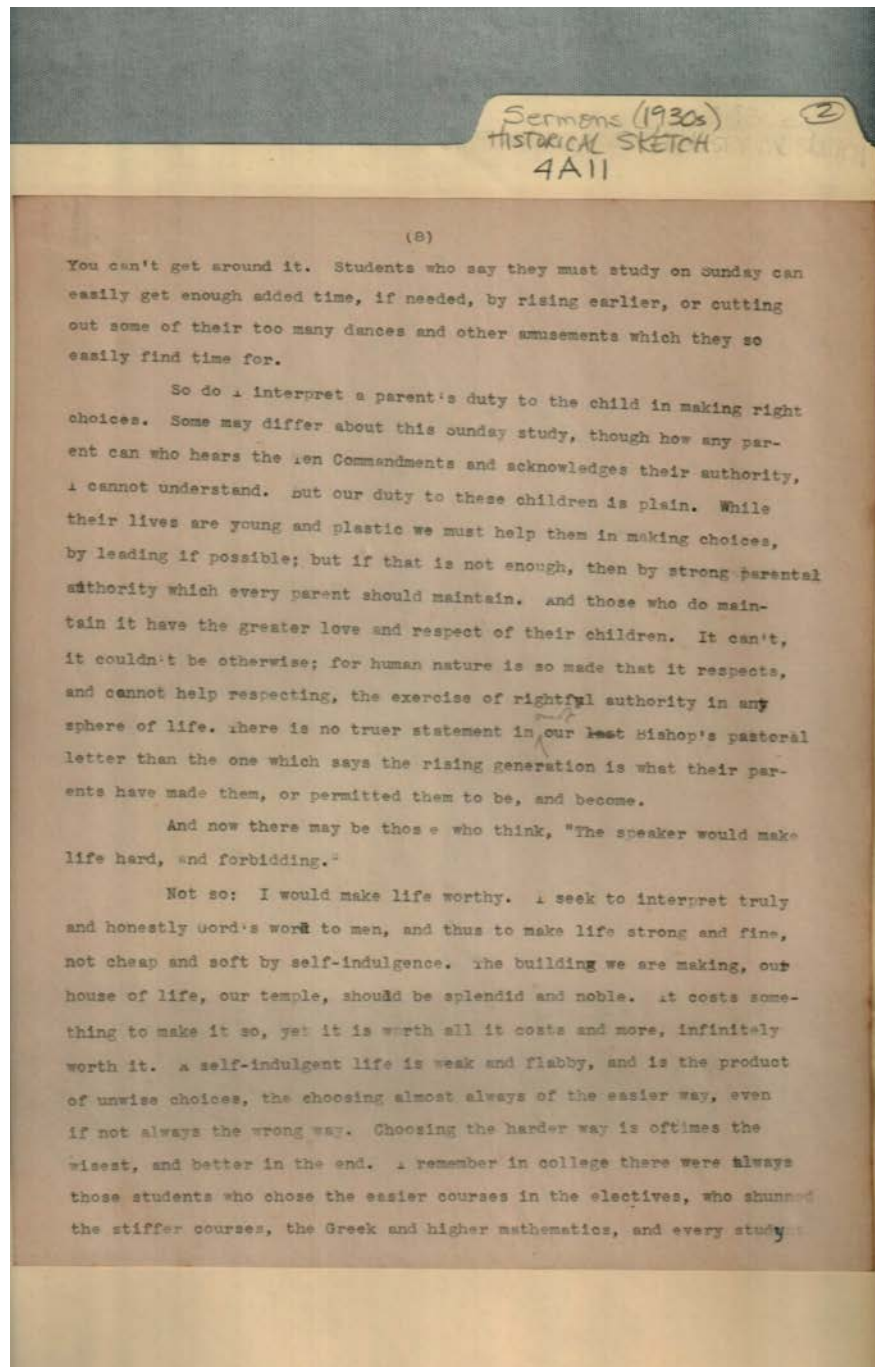 Sermons (1930s) 2
HISTORICAL SKETCH
4A11
(8)
You can't get around it. Students who say they must study on Sunday can
easily get enough added time, if needed, by rising earlier, or cutting
out some of their too many dances and other amusements which they so
easily find time for.
So do I interpret a parent's duty to the child in making right
choices. Some may differ about this Sunday study, though how any par-
ent can who hears the Ten Commandments and acknowledges their authority,
I cannot understand. But our duty to these children is plain. While
their lives are young and plastic we must help them in making choices,
by leading if possible; but if that is not enough, then by strong parental
authority which every parent should maintain. And those who do main-
tain it have the greater love and respect of their children. It can't,
it couldn't be otherwise; for human nature is so made that it respects,
and cannot help respecting, the exercise of rightful authority in any
sphere of life. There is no truer statement in our last Bishop's pastoral
letter than the one which says the rising generation is what their par-
ents have made them, or permitted them to be, and become.
And now there may be thos e who think, "The speaker would make
life hard, and forbidding."
Not so: I would make life worthy. I seek to interpret truly
and honestly Gord's word to men, and thus to make life strong and fine,
not cheap and soft by self-indulgence. The building we are making, our
house of life, our temple, should be splendid and noble. It costs some-
thing to make it so, yet it is worth all it costs and more, infinitely
worth it. A self-indulgent life is weak and flabby, and is the product
of unwise choices, the choosing almost always of the easier way, even
if not always the wrong way. Choosing the harder way is oftimes the
wisest, and better in the end. I remember in college there were always
those students who chose the easier courses in the electives, who shunned
the stiffer courses, the Greek and higher mathematics, and every study